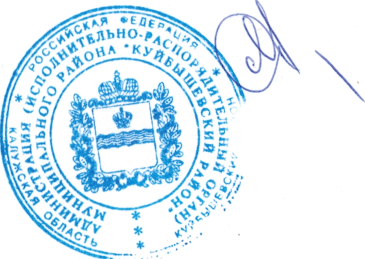 РОССИЙСКАЯ ФЕДЕРАЦИЯ *
КАЛУЖСКАЯ ОБЛАСТЬ
АДМИНИСТРАЦИЯ (ИСПОЛНИТЕЛЬНО-РАСПОРЯДИТЕЛЬНЫЙ ОРГАН)
МУНИЦИПАЛЬНОГО РАЙОНА "КУЙБЫШЕВСКИЙ РАЙОН"
* * *